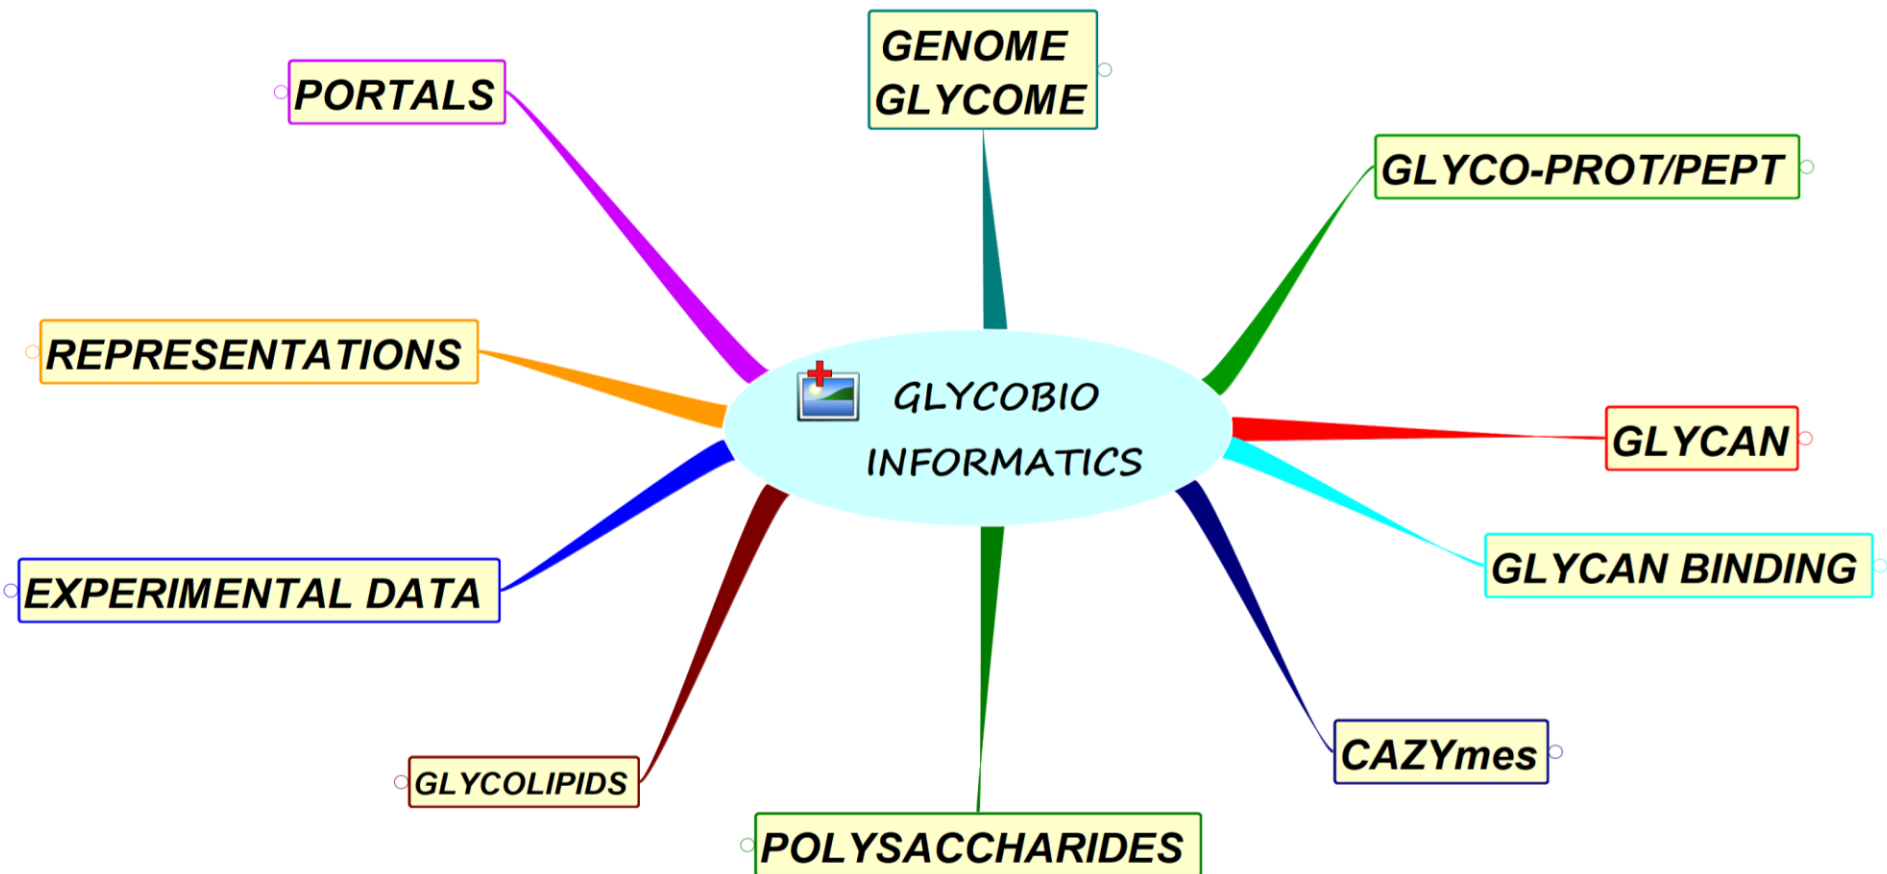 GENOME
GLYCOME
PORTALS
GLYCO-PROT/PEPT
REPRESENTATIONS
GLYCOBIO
INFORMATICS
GLYCAN
EXPERIMENTAL DATA
GLYCAN BINDING
GLYCOLIPIDS
CAZYmes
POLYSACCHARIDES